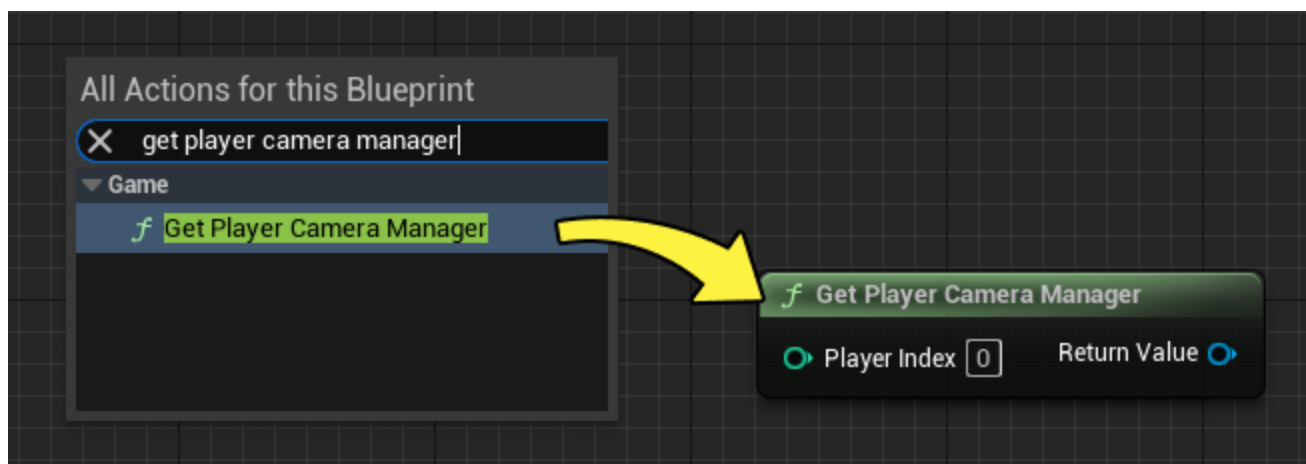 All Actions for this Blueprint
get player camera manager
Game
f Get Player Camera Manager
f Get Player Camera Manager
Player Index 0 Return Value